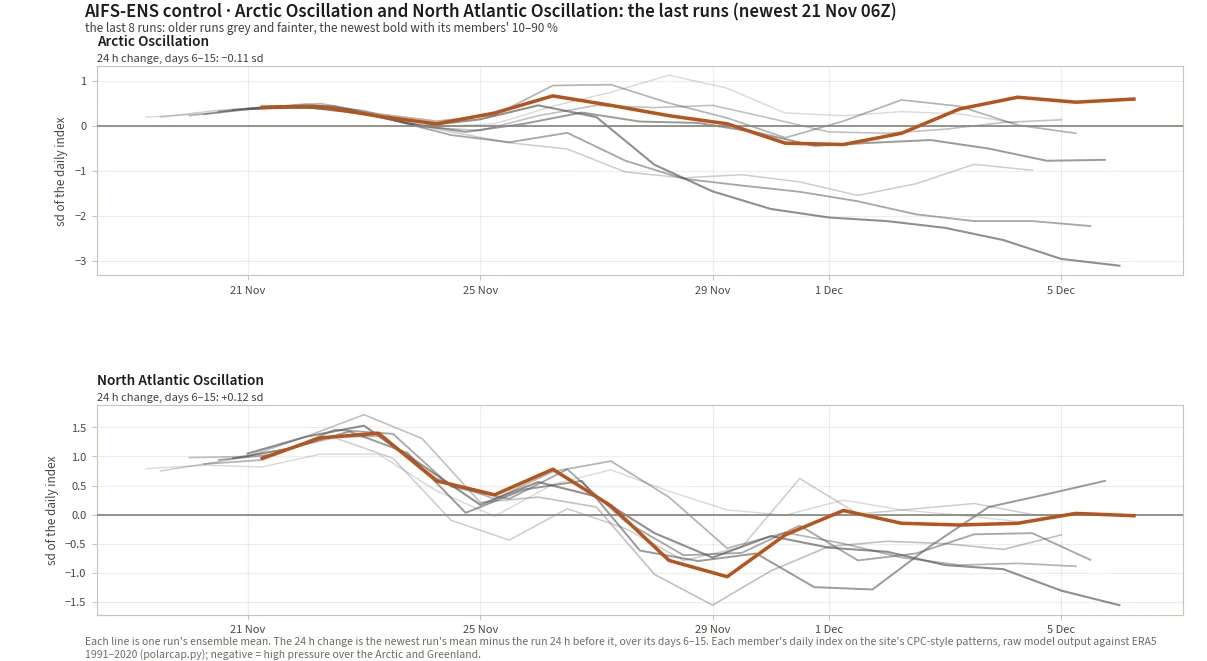 AIFS-ENS control · Arctic Oscillation and North Atlantic Oscillation: the last runs (newest 21 Nov 06Z)
the last 8 runs: older runs grey and fainter, the newest bold with its members' 10–90 %
Arctic Oscillation
24 h change, days 6–15: −0.11 sd
1
0
−1
−2
−3
sd of the daily index
21 Nov
25 Nov
29 Nov
1 Dec
5 Dec
North Atlantic Oscillation
24 h change, days 6–15: +0.12 sd
1.5
1.0
0.5
0.0
−0.5
−1.0
−1.5
sd of the daily index
21 Nov
25 Nov
29 Nov
1 Dec
5 Dec
Each line is one run's ensemble mean. The 24 h change is the newest run's mean minus the run 24 h before it, over its days 6–15. Each member's daily index on the site's CPC-style patterns, raw model output against ERA5
1991–2020 (polarcap.py); negative = high pressure over the Arctic and Greenland.